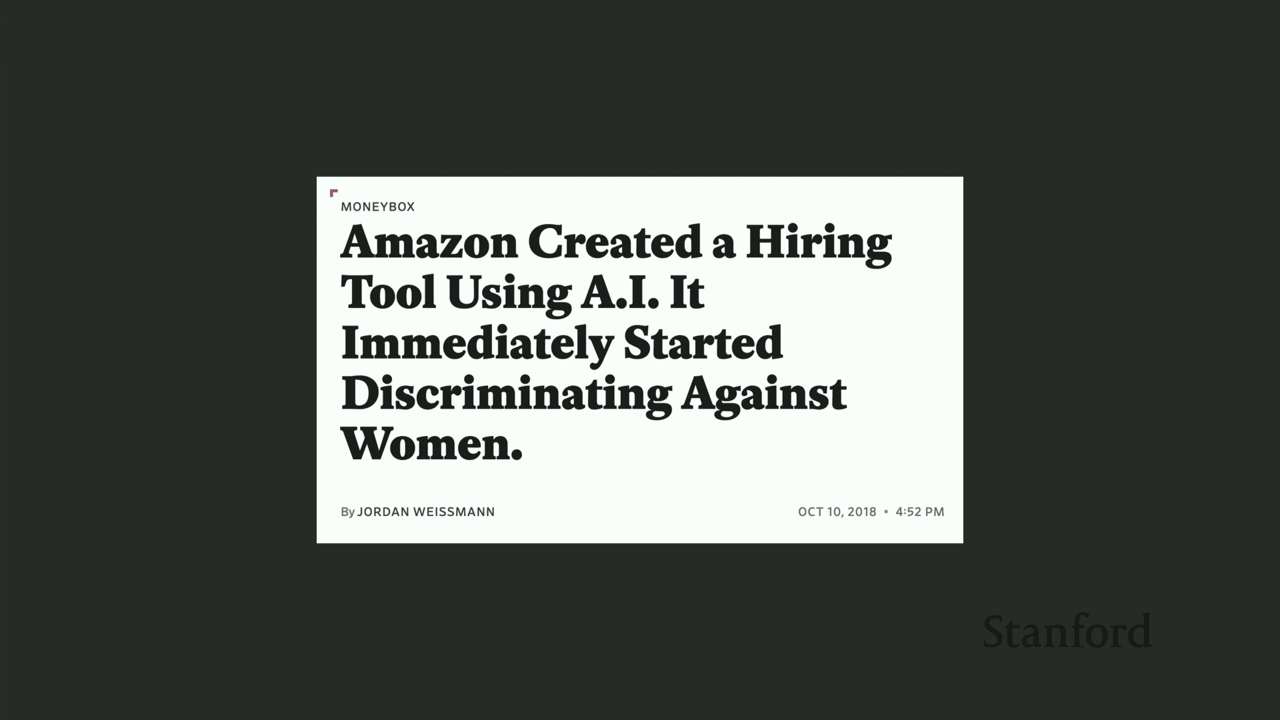 MONEYBOX
Amazon Created a Hiring
Tool Using A.I. It
Immediately Started
Discriminating Against
Women.
By JORDAN WEISSMANN
OCT 10, 2018 • 4:52 PM
Stanford